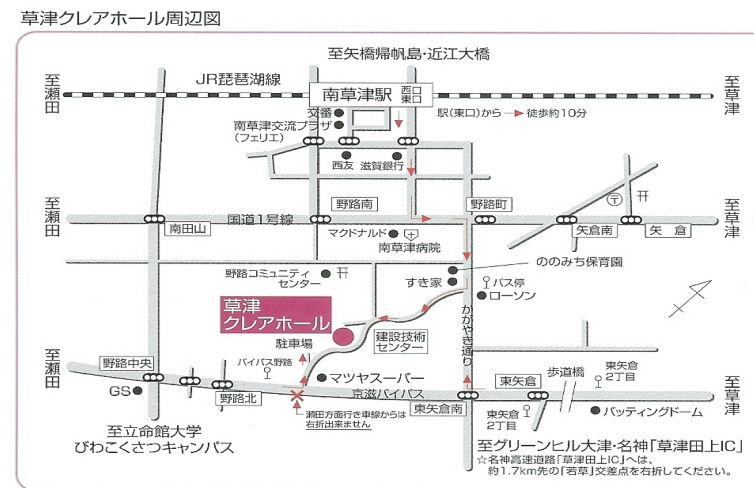 草津クレアホール周辺図
至矢橋帰帆島・近江大橋
至瀬田
JR琵琶湖線
南草津駅
西口
東口
至草津
交番
南草津交流プラザ
(フェリエ)
駅(東口)から
徒歩約10分
西友
滋賀銀行
野路南
野路町
至瀬田
南田山
国道1号線
矢倉南
矢倉
至草津
マクドナルド
南草津病院
ののみち保育園
野路コミュニティ
センター
すき家
バス停
ローソン
草津
クレアホール
かがやき通り
建設技術
センター
駐車場
至瀬田
野路中央
バイパス野路
マツヤスーパー
京滋バイパス
GS
野路北
瀬田方面行き車線からは
右折出来ません
東矢倉南
東矢倉
歩道橋
東矢倉
2丁目
東矢倉
2丁目
バッティングドーム
至草津
至立命館大学
びわこくさつキャンパス
至グリーンヒル大津・名神「草津田上IC」
☆名神高速道路「草津田上IC」へは、
約1.7km先の「若草」交差点を右折してください。